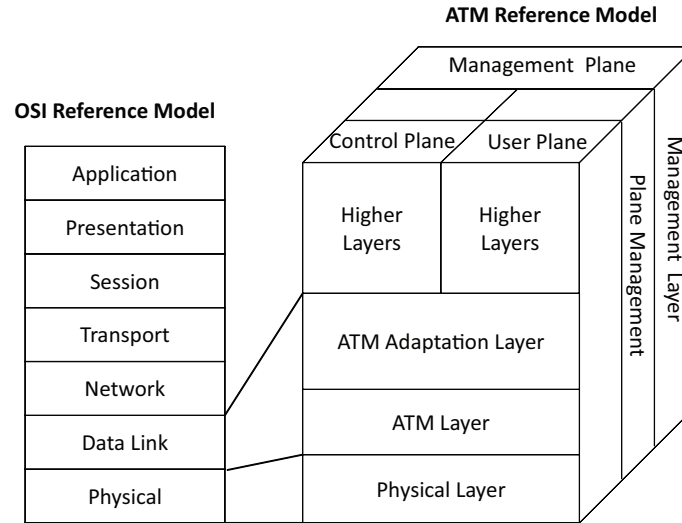 ATM Reference Model
Management Plane
OSI Reference Model
Control Plane
User Plane
Application
Presentation
Session
Transport
Network
Data Link
Physical
Higher
Layers
Higher
Layers
ATM Adaptation Layer
ATM Layer
Physical Layer
Plane Management
Management Layer